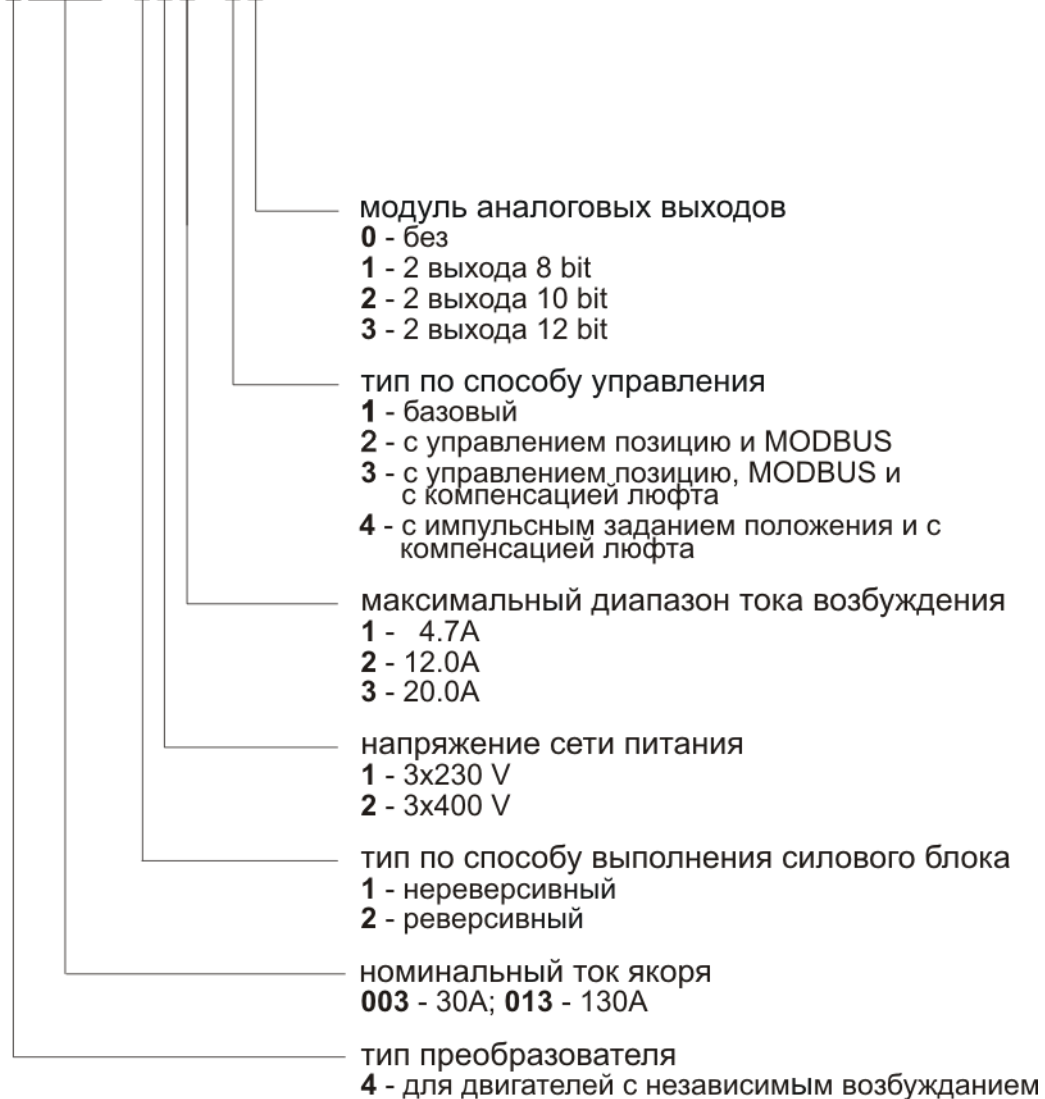 модуль аналоговых выходов
0 - без
1 - 2 выхода 8 bit
2 - 2 выхода 10 bit
3 - 2 выхода 12 bit
тип по способу управления
1 - базовый
2 - с управлением позицию и MODBUS
3 - с управлением позицию, MODBUS и
с компенсацией люфта
4 - с импульсным заданием положения и с
компенсацией люфта
максимальный диапазон тока возбуждения
1 - 4.7A
2 - 12.0A
3 - 20.0A
напряжение сети питания
1 - 3x230 V
2 - 3x400 V
тип по способу выполнения силового блока
1 - нереверсивный
2 - реверсивный
номинальный ток якоря
003 - 30A; 013 - 130A
тип преобразователя
4 - для двигателей с независимым возбужданием